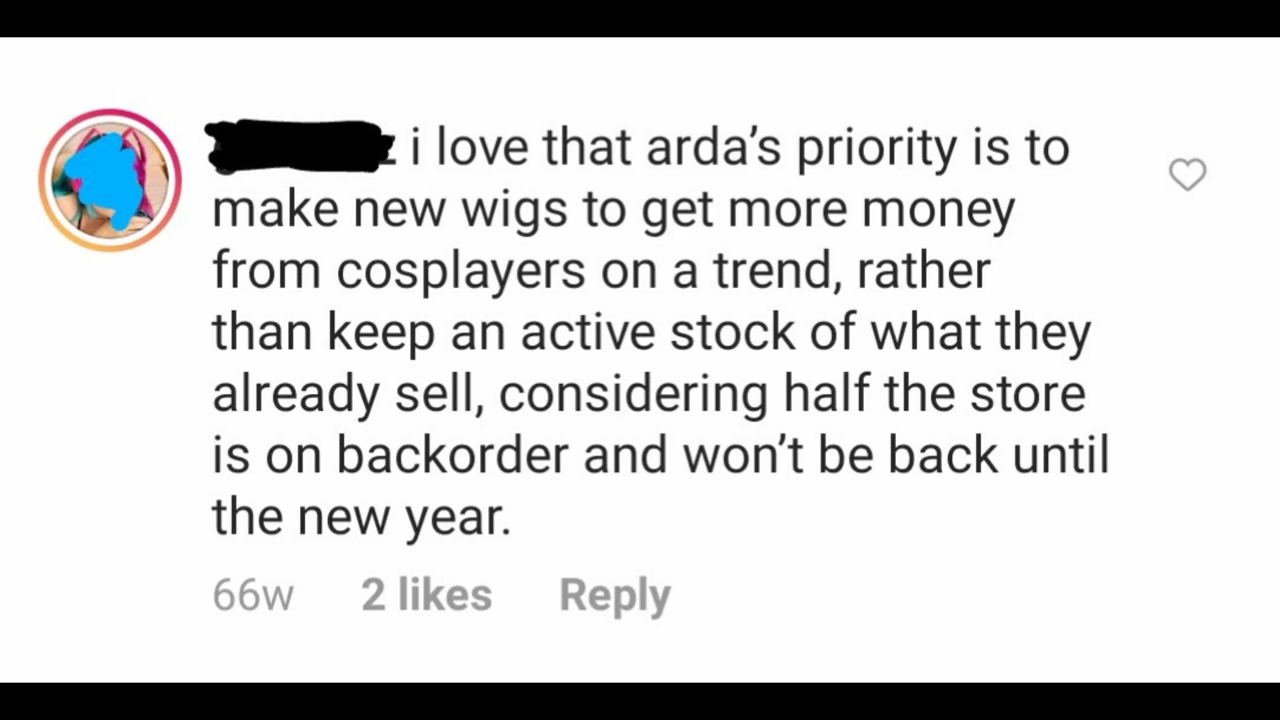 i love that arda's priority is to
make new wigs to get more money
from cosplayers on a trend, rather
than keep an active stock of what they
already sell, considering half the store
is on backorder and won't be back until
the new year.
66w 2 likes Reply